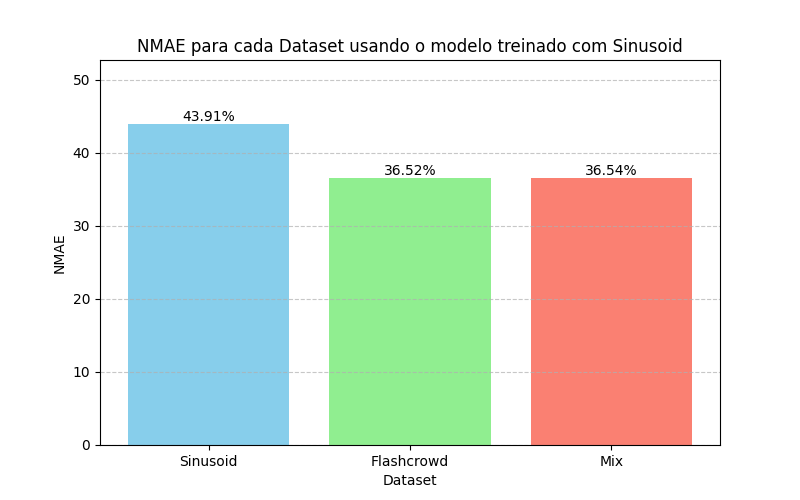 NMAE para cada Dataset usando o modelo treinado com Sinusoid
50
40
30
20
10
0
NMAE
43.91%
36.52%
36.54%
Sinusoid
Flashcrowd
Mix
Dataset